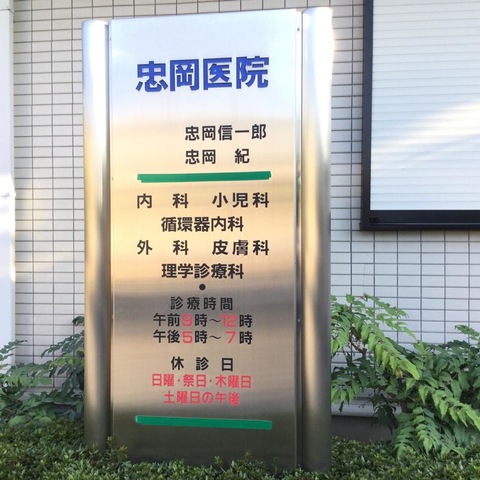 忠岡医院
忠岡信一郎
忠岡 紀
内科 小児科
循環器内科
外科 皮膚科
理学診療科
診療時間
午前9時~12時
午後5時~7時
休診日
日曜・祭日・木曜日
土曜日の午後